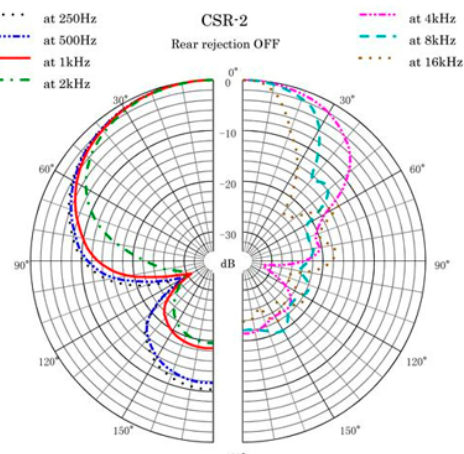 CSR-2
Rear rejection OFF
at 250Hz
at 500Hz
at 1kHz
at 2kHz
at 4kHz
at 8kHz
at 16kHz
0°
0
30°
30°
-10
60°
60°
-20
-30
90°
dB
90°
120°
120°
150°
150°